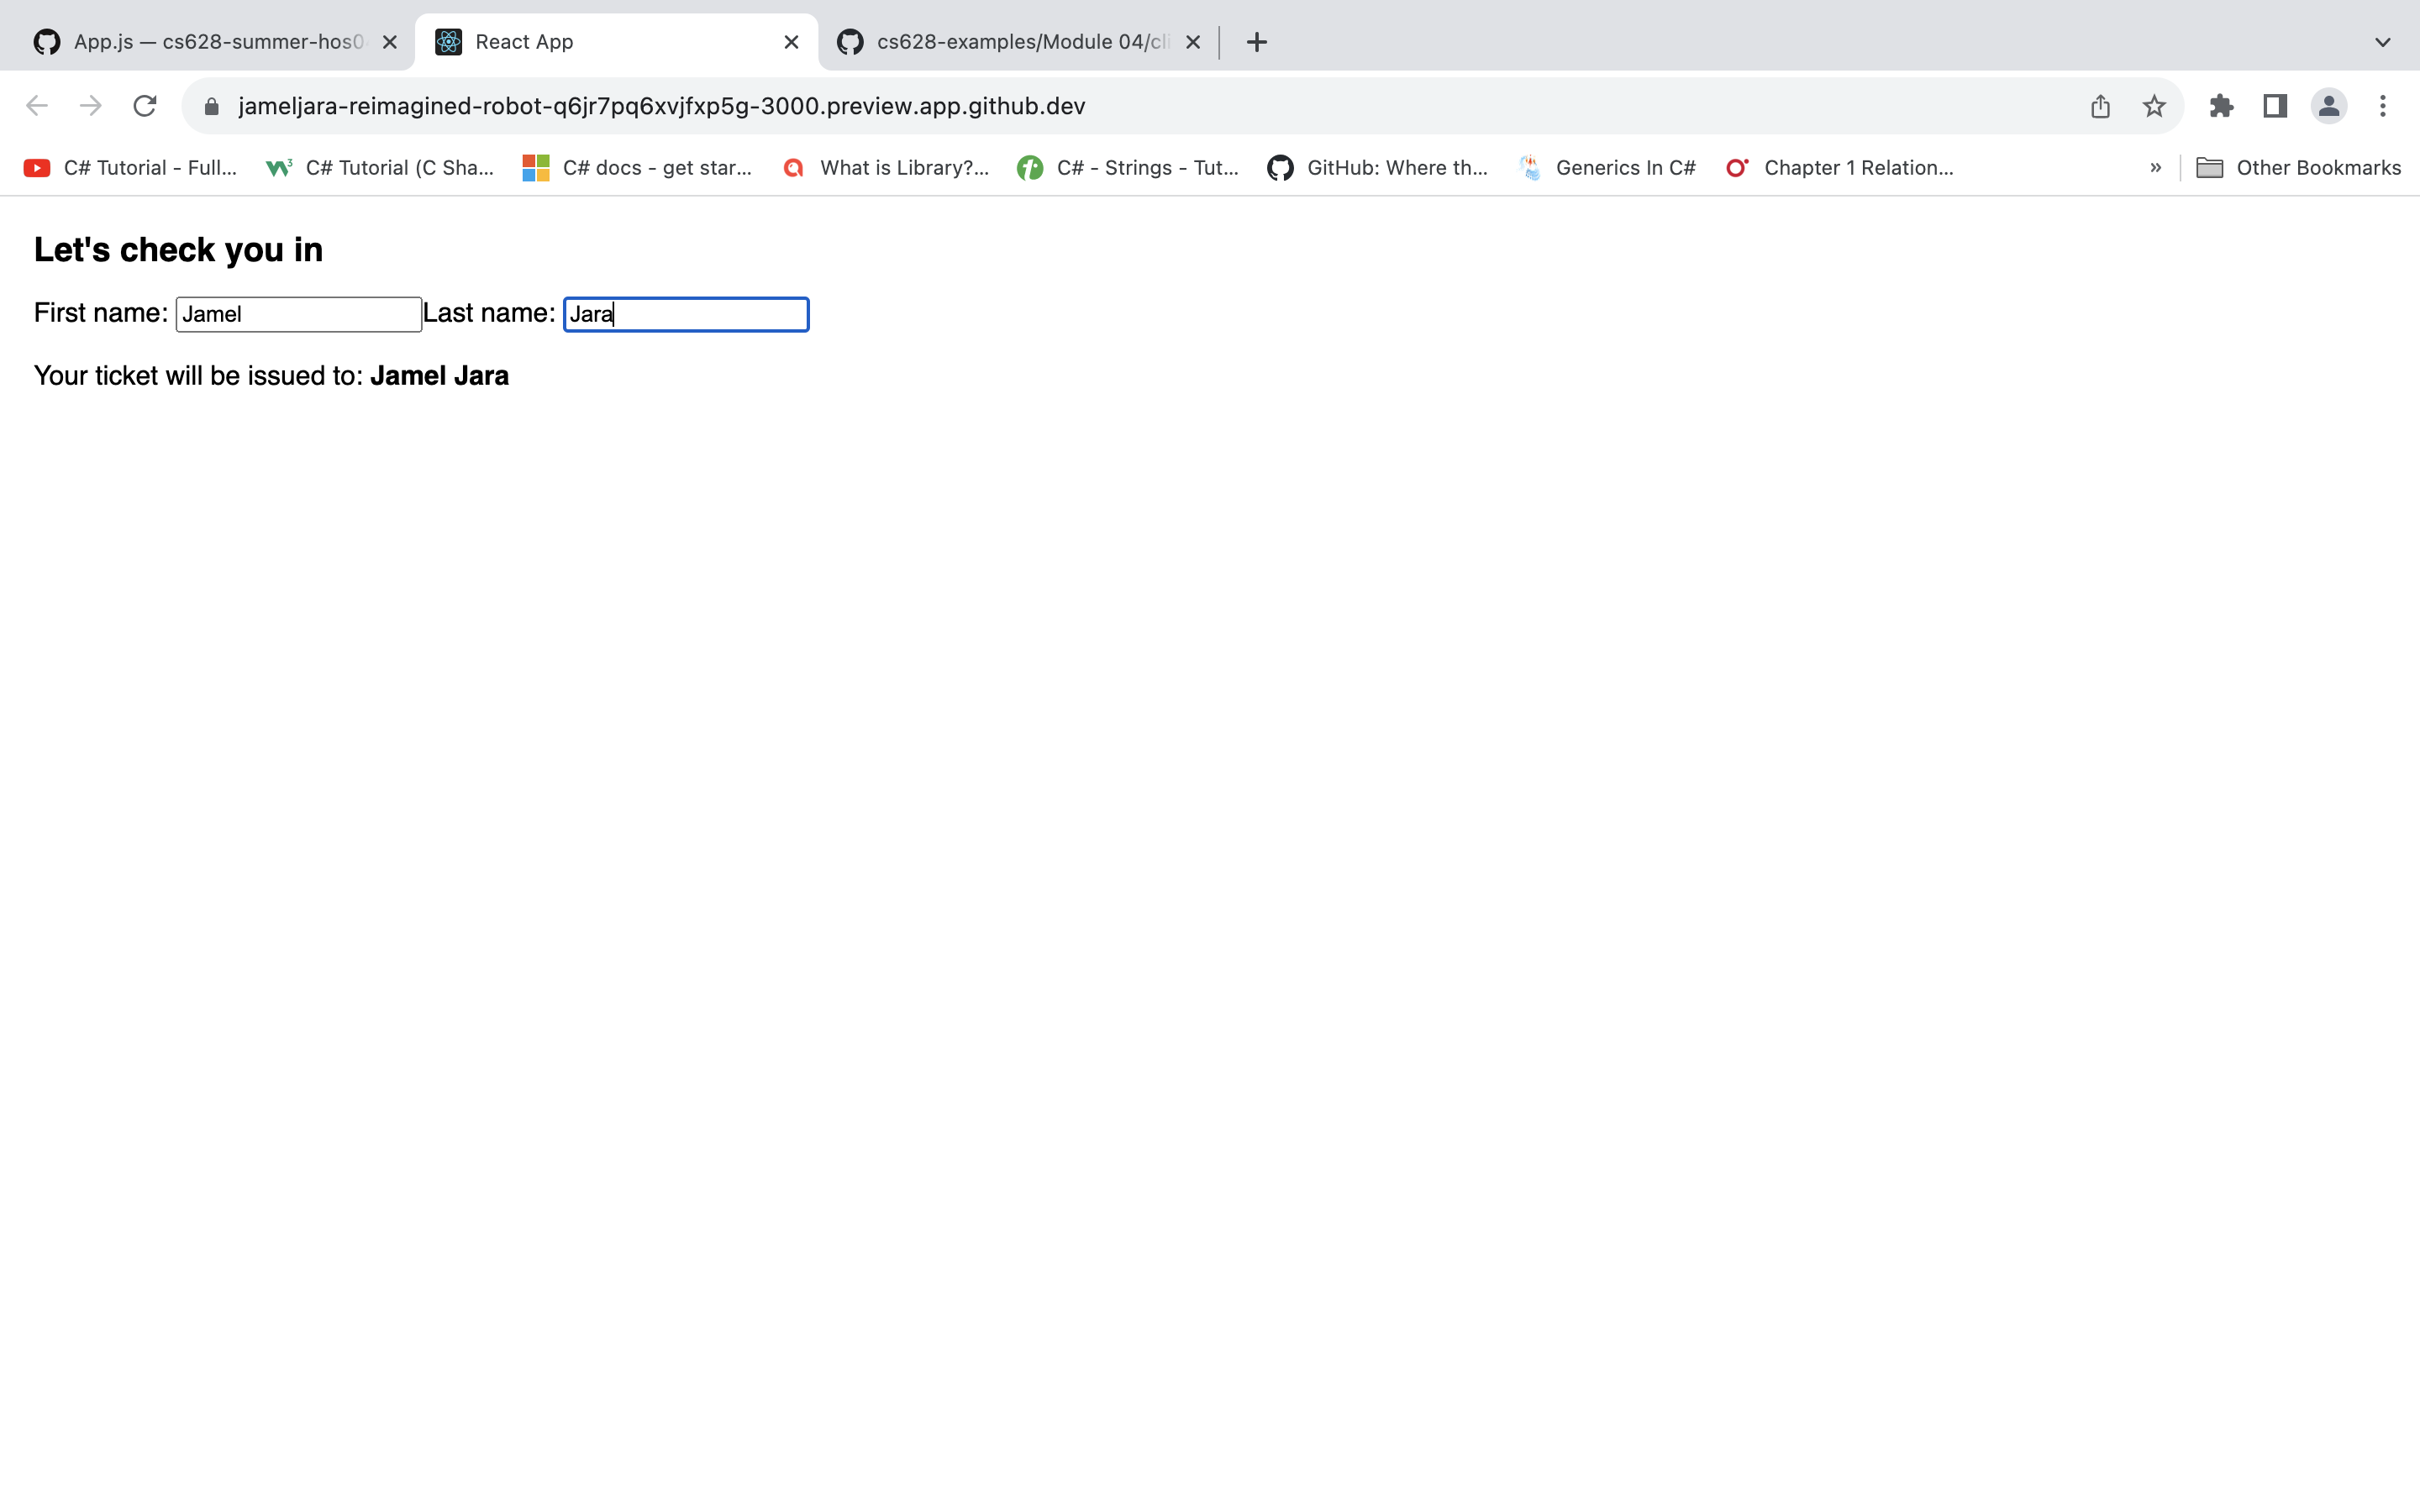 App.js — cs628-summer-hos0
React App
cs628-examples/Module 04/cli
jameljara-reimagined-robot-q6jr7pq6xvjfxp5g-3000.preview.app.github.dev
C# Tutorial - Full... C# Tutorial (C Sha... C# docs - get star... What is Library?... C# - Strings - Tut... GitHub: Where th... Generics In C# Chapter 1 Relation... » Other Bookmarks
Let's check you in
First name: Jamel Last name: Jara
Your ticket will be issued to: Jamel Jara